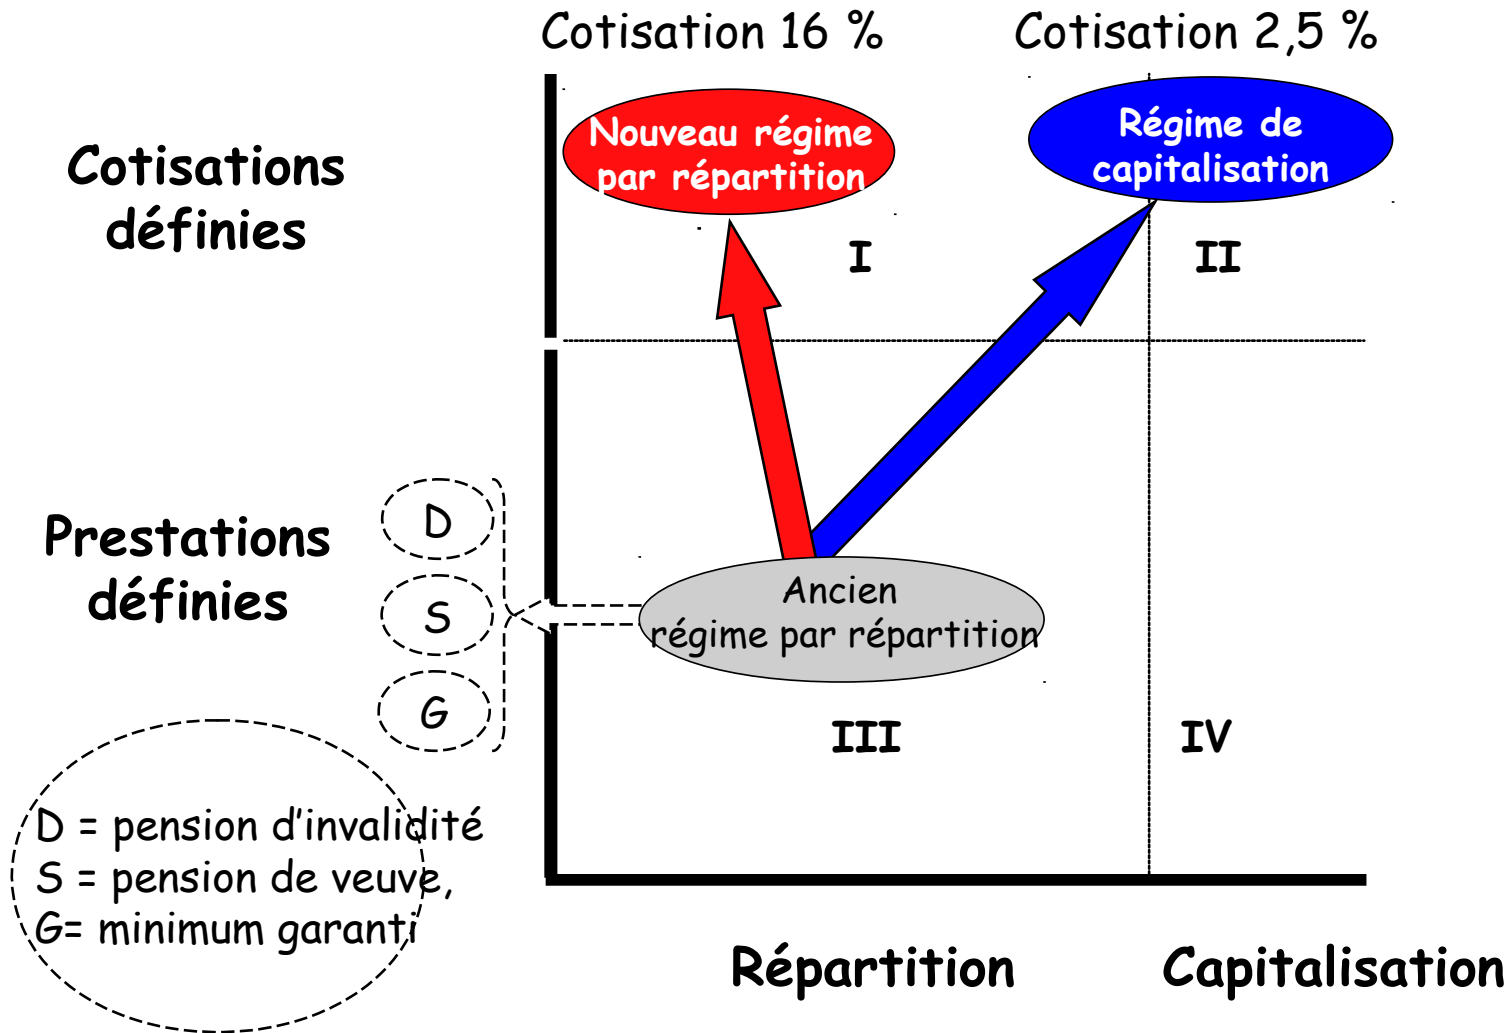 Cotisation 16 %
Cotisation 2,5 %
Nouveau régime
par répartition
Régime de
capitalisation
Cotisations
définies
I
II
Prestations
définies
D
S
G
Ancien
régime par répartition
III
IV
D = pension d'invalidité
S = pension de veuve,
G= minimum garanti
Répartition
Capitalisation